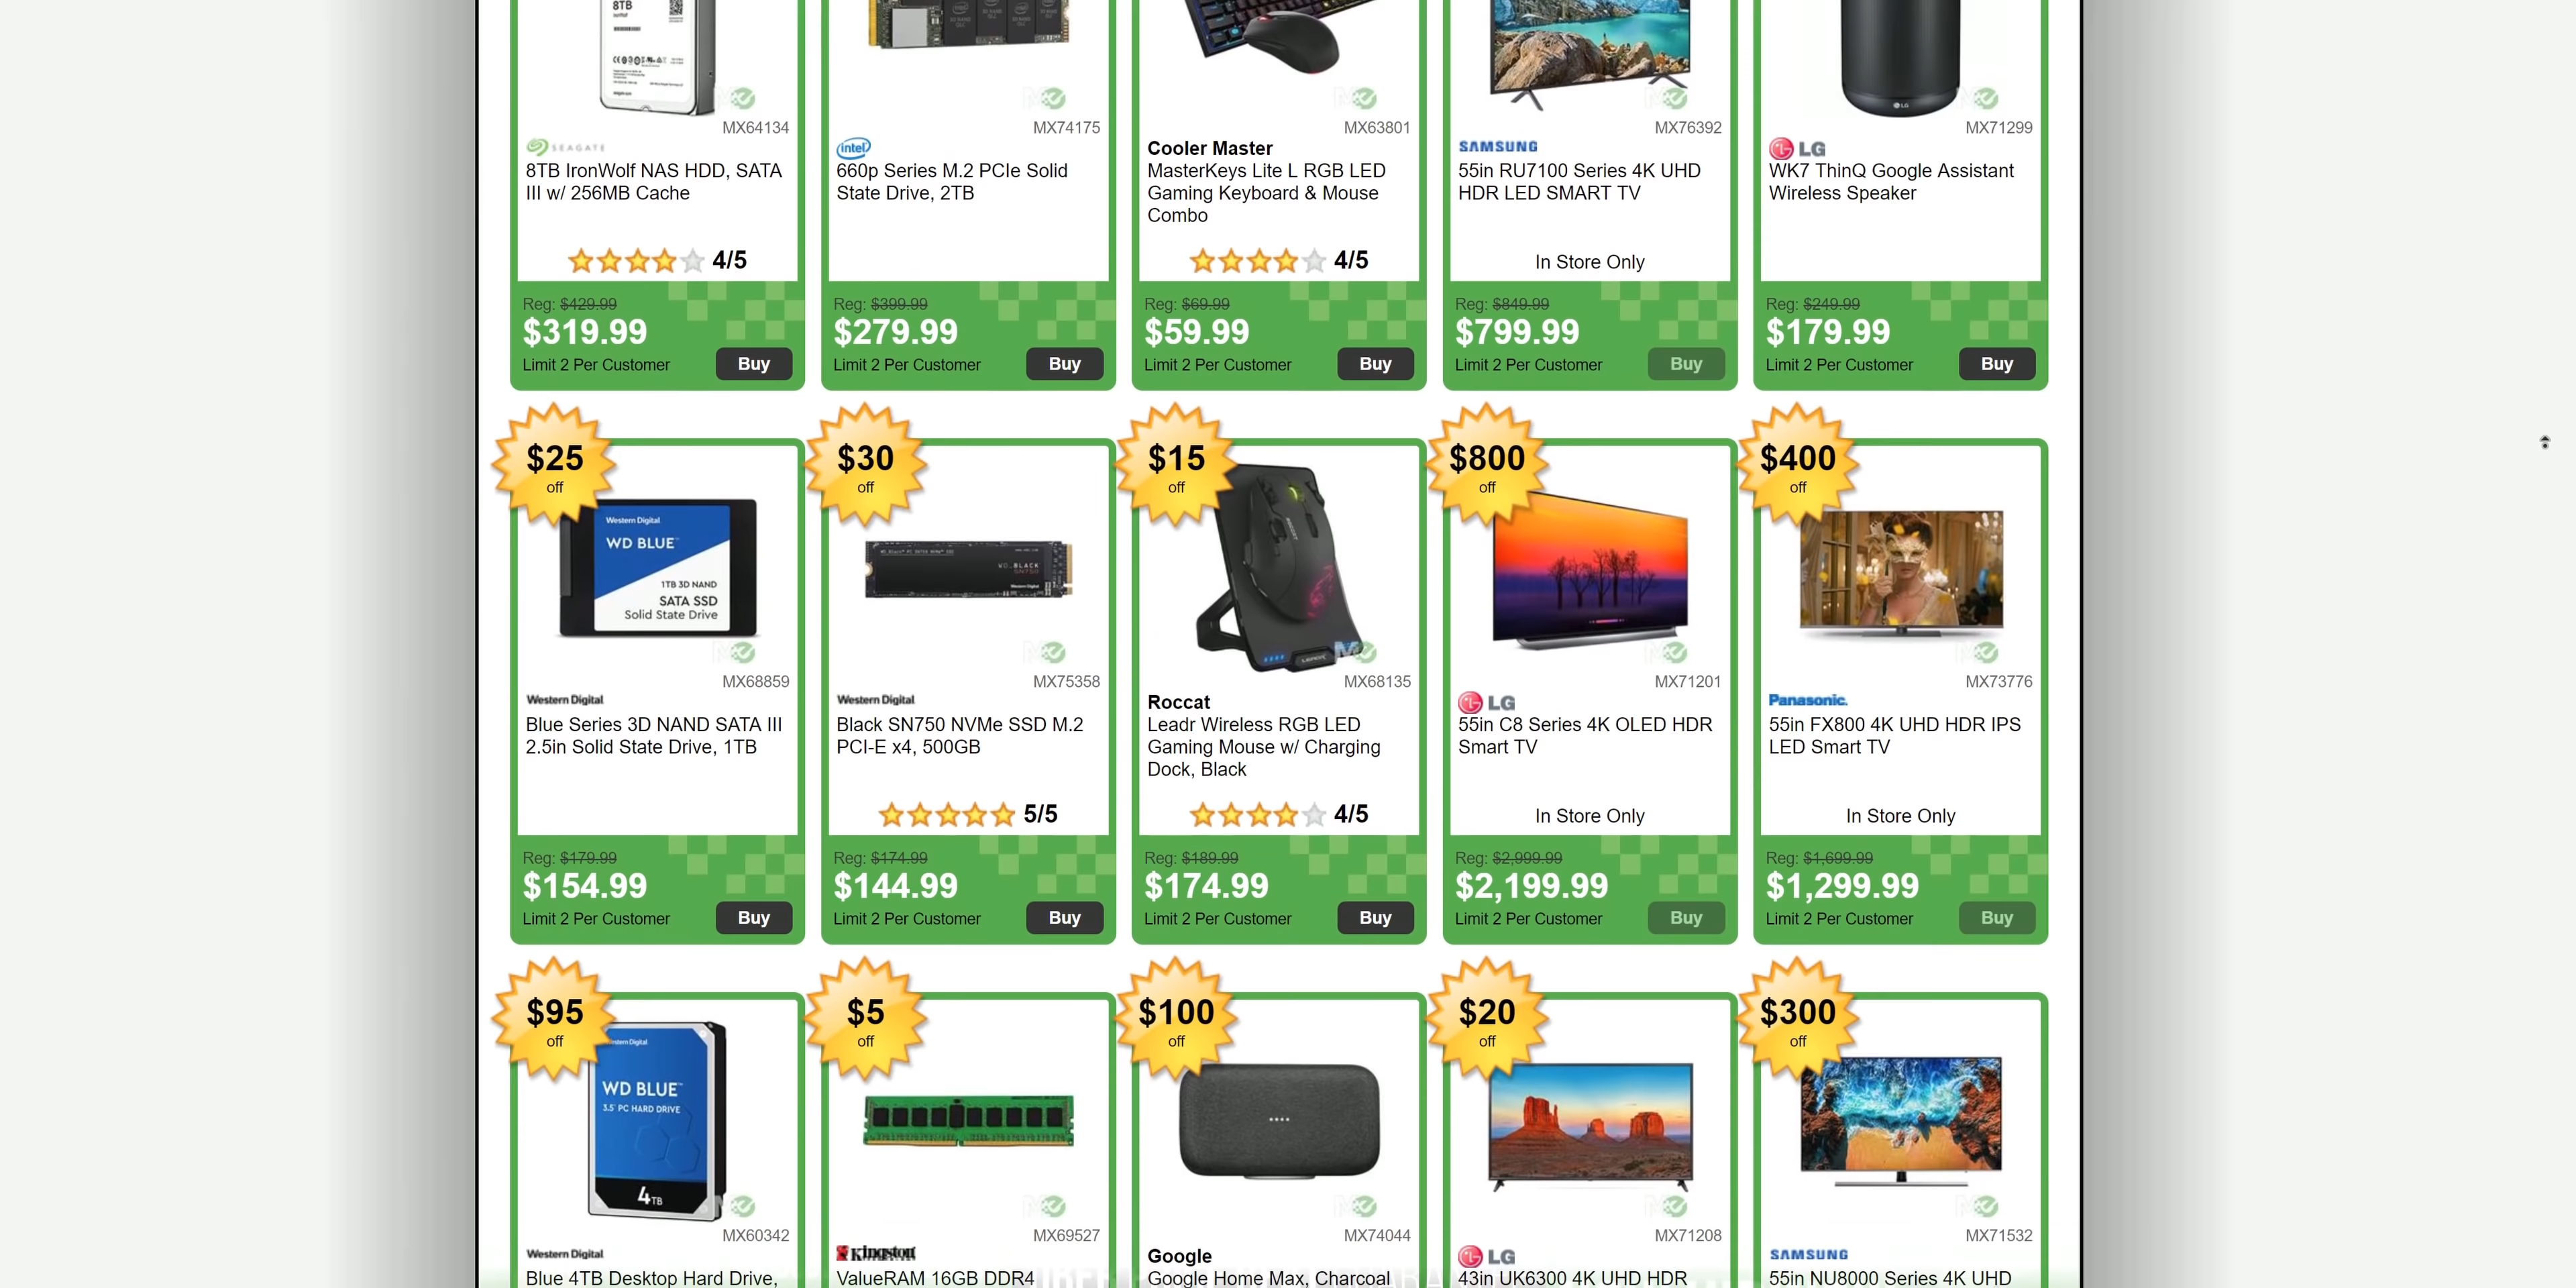 8TB
MX64134
SEAGATE
8TB IronWolf NAS HDD, SATA
III w/ 256MB Cache
4/5
Reg: $429.99
$319.99
Limit 2 Per Customer
Buy
MX74175
intel
660p Series M.2 PCIe Solid
State Drive, 2TB
Reg: $399.99
$279.99
Limit 2 Per Customer
Buy
MX63801
Cooler Master
MasterKeys Lite L RGB LED
Gaming Keyboard & Mouse
Combo
4/5
Reg: $69.99
$59.99
Limit 2 Per Customer
Buy
MX76392
SAMSUNG
55in RU7100 Series 4K UHD
HDR LED SMART TV
In Store Only
Reg: $849.99
$799.99
Limit 2 Per Customer
Buy
LG
MX71299
LG
WK7 ThinQ Google Assistant
Wireless Speaker
Reg: $249.99
$179.99
Limit 2 Per Customer
Buy
$25
off
Western Digital
WD BLUE
1TB 3D NAND
SATA SSD
Solid State Drive
MX68859
Western Digital
Blue Series 3D NAND SATA III
2.5in Solid State Drive, 1TB
Reg: $179.99
$154.99
Limit 2 Per Customer
Buy
$30
off
WD_BLACK
Western Digital
MX75358
Western Digital
Black SN750 NVMe SSD M.2
PCI-E x4, 500GB
5/5
Reg: $174.99
$144.99
Limit 2 Per Customer
Buy
$15
off
MX68135
Roccat
Leadr Wireless RGB LED
Gaming Mouse w/ Charging
Dock, Black
4/5
Reg: $189.99
$174.99
Limit 2 Per Customer
Buy
$800
off
MX71201
LG
55in C8 Series 4K OLED HDR
Smart TV
In Store Only
Reg: $2,999.99
$2,199.99
Limit 2 Per Customer
Buy
$400
off
MX73776
Panasonic
55in FX800 4K UHD HDR IPS
LED Smart TV
In Store Only
Reg: $1,699.99
$1,299.99
Limit 2 Per Customer
Buy
$95
off
WD BLUE
3.5" PC HARD DRIVE
4TB
MX60342
Western Digital
Blue 4TB Desktop Hard Drive,
$5
off
MX69527
Kingston
ValueRAM 16GB DDR4
$100
off
MX74044
Google
Google Home Max, Charcoal
$20
off
MX71208
LG
43in UK6300 4K UHD HDR
$300
off
MX71532
SAMSUNG
55in NU8000 Series 4K UHD